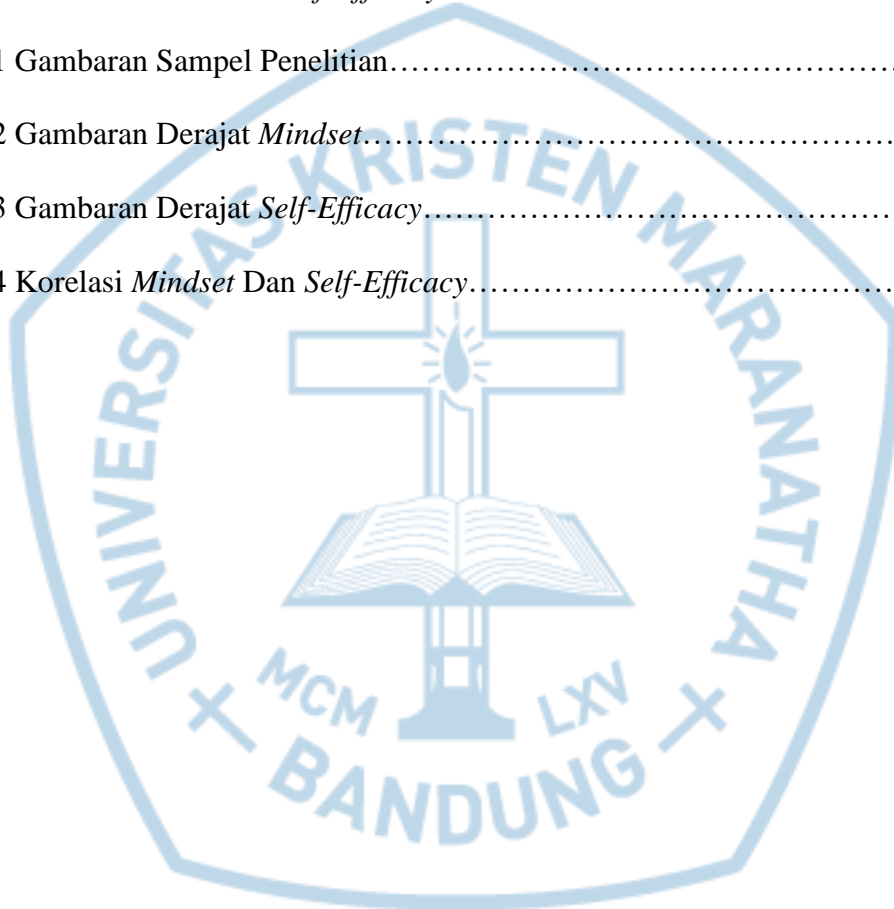 1 Gambaran Sampel Penelitian……………………………………………
2 Gambaran Derajat Mindset………………………………………………
3 Gambaran Derajat Self-Efficacy…………………………………………
4 Korelasi Mindset Dan Self-Efficacy……………………………………
UNIVERSITAS KRISTEN MARANATHA
MCM LXV
BANDUNG